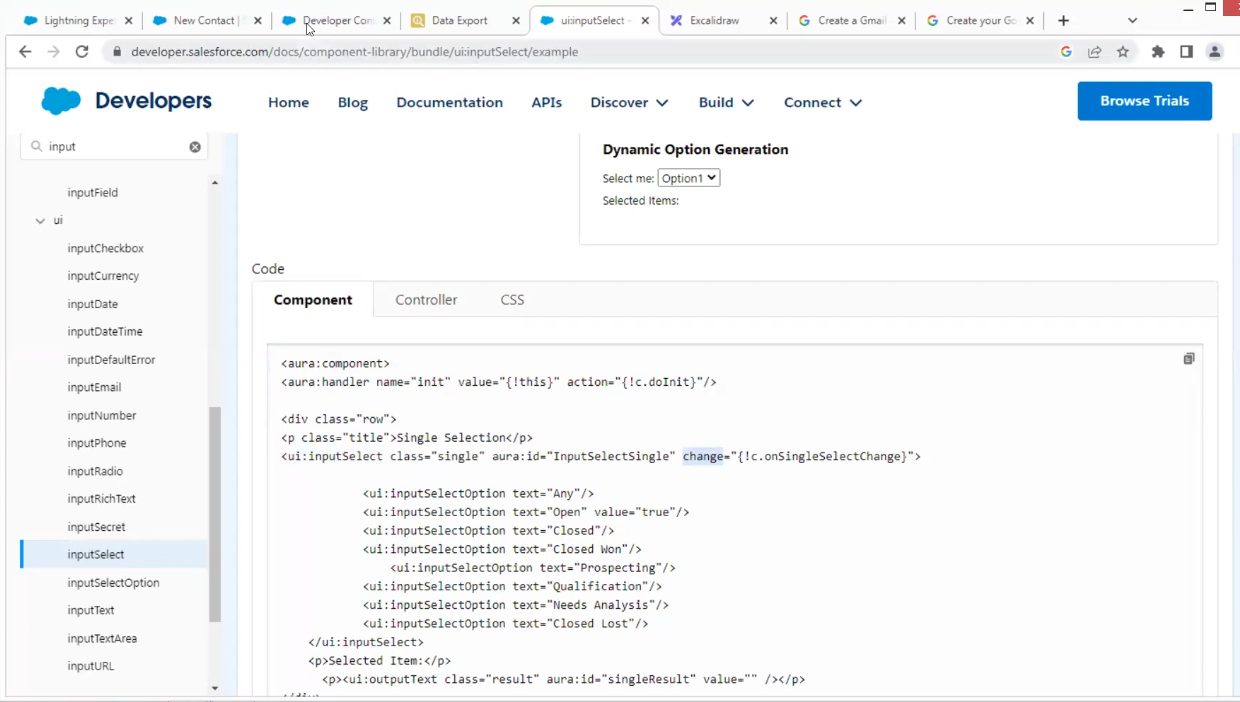 Lightning Expe
New Contact | S
Developer Con
Data Export
ui:inputSelect -
Excalidraw
Create a Gmail
Create your Go
developer.salesforce.com/docs/component-library/bundle/ui:inputSelect/example
Developers
Home
Blog
Documentation
APIs
Discover
Build
Connect
Browse Trials
input
inputField
ui
inputCheckbox
inputCurrency
inputDate
inputDateTime
inputDefaultError
inputEmail
inputNumber
inputPhone
inputRadio
inputRichText
inputSecret
inputSelect
inputSelectOption
inputText
inputTextArea
inputURL
Dynamic Option Generation
Select me: Option1
Selected Items:
Code
Component
Controller
CSS
<aura:component>
<aura:handler name="init" value="{!this}" action="{!c.doInit}"/>
<div class="row">
<p class="title">Single Selection</p>
<ui:inputSelect class="single" aura:id="InputSelectSingle" change="{!c.onSingleSelectChange}">
<ui:inputSelectOption text="Any"/>
<ui:inputSelectOption text="Open" value="true"/>
<ui:inputSelectOption text="Closed"/>
<ui:inputSelectOption text="Closed Won"/>
<ui:inputSelectOption text="Prospecting"/>
<ui:inputSelectOption text="Qualification"/>
<ui:inputSelectOption text="Needs Analysis"/>
<ui:inputSelectOption text="Closed Lost"/>
</ui:inputSelect>
<p>Selected Item:</p>
<p><ui:outputText class="result" aura:id="singleResult" value="" /></p>